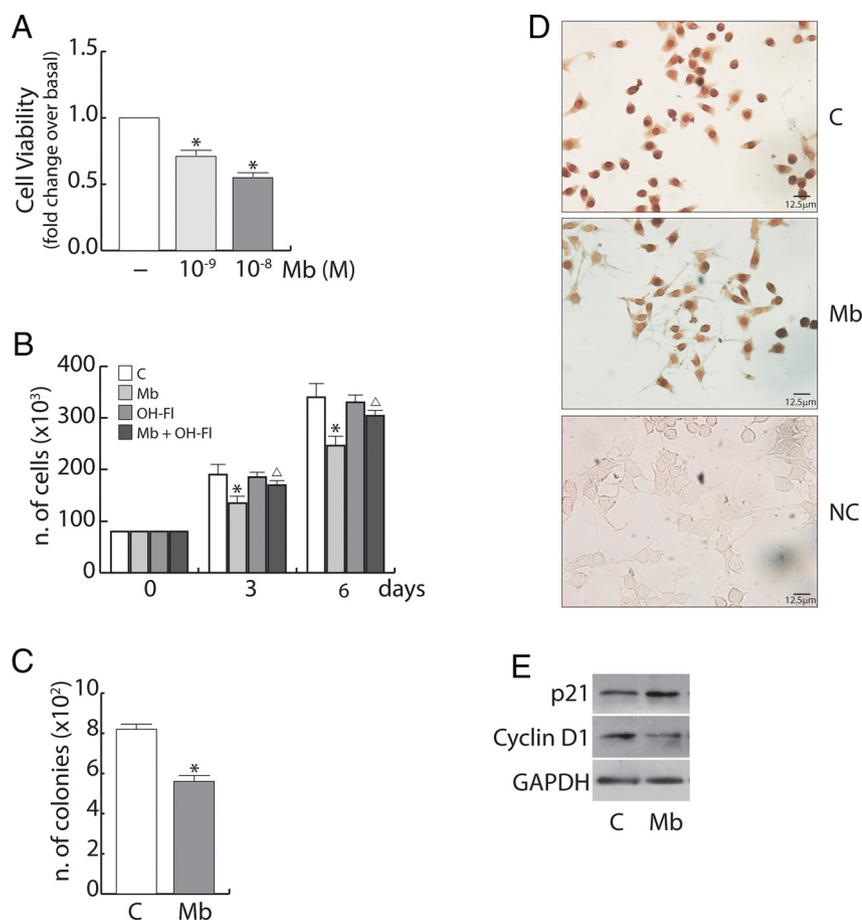 A
Cell Viability
(fold change over basal)
1.5
1.0
0.5
0.0
*
*
– 10⁻⁹ 10⁻⁸ Mb (M)
B
n. of cells (x10³)
400
300
200
100
0
C
Mb
OH-Fl
Mb + OH-Fl
* △
* △
0 3 6 days
C
n. of colonies (x10²)
10
8
6
4
2
0
*
C Mb
D
C
12.5µm
Mb
12.5µm
NC
12.5µm
E
p21
Cyclin D1
GAPDH
C Mb